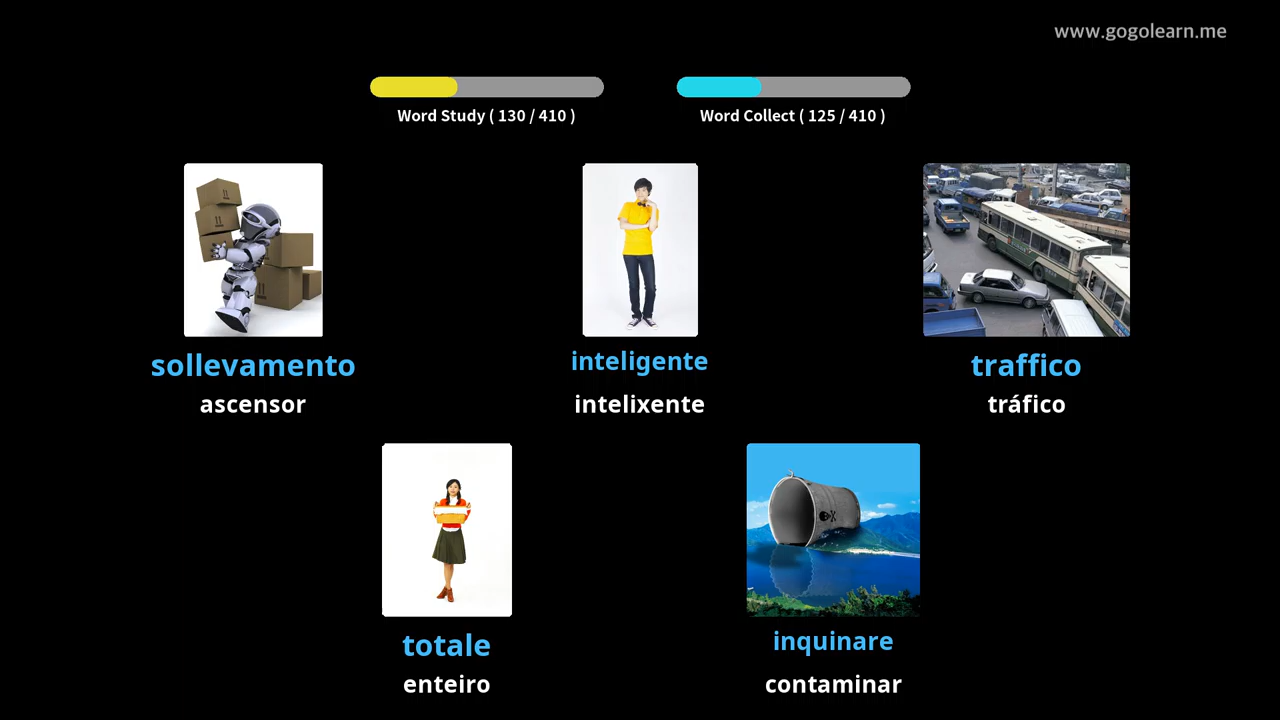 www.gogolearn.me
Word Study ( 130 / 410 )
Word Collect ( 125 / 410 )
sollevamento
ascensor
inteligente
intelixente
traffico
tráfico
totale
enteiro
inquinare
contaminar